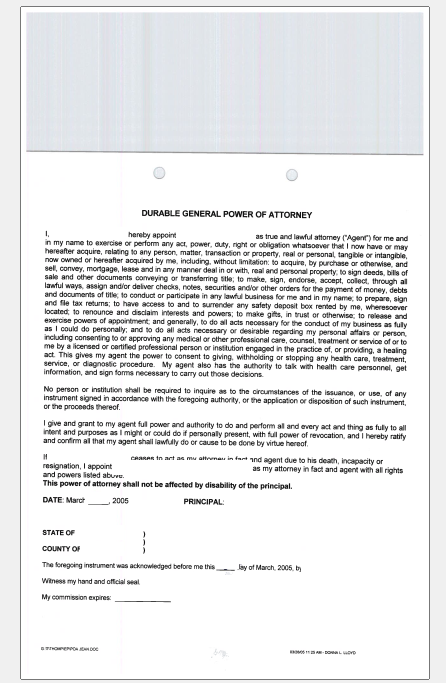 DURABLE GENERAL POWER OF ATTORNEY
I, hereby appoint as true and lawful attorney ("Agent") for me and
in my name to exercise or perform any act, power, duty, right or obligation whatsoever that I now have or may
hereafter acquire, relating to any person, matter, transaction or property, real or personal, tangible or intangible,
now owned or hereafter acquired by me, including, without limitation: to acquire, by purchase or otherwise, and
sell, convey, mortgage, lease and in any manner deal in or with, real and personal property; to sign deeds, bills of
sale and other documents conveying or transferring title; to make, sign, endorse, accept, collect, through all
lawful ways, assign and/or deliver checks, notes, securities and/or other orders for the payment of money, debts
and documents of title; to conduct or participate in any lawful business for me and in my name; to prepare, sign
and file tax returns; to have access to and to surrender any safety deposit box rented by me, wheresoever
located; to renounce and disclaim interests and powers; to make gifts, in trust or otherwise; to release and
exercise powers of appointment; and generally, to do all acts necessary for the conduct of my business as fully
as I could do personally; and to do all acts necessary or desirable regarding my personal affairs or person,
including consenting to or approving any medical or other professional care, counsel, treatment or service of or to
me by a licensed or certified professional person or institution engaged in the practice of, or providing, a healing
act. This gives my agent the power to consent to giving, withholding or stopping any health care, treatment,
service, or diagnostic procedure. My agent also has the authority to talk with health care personnel, get
information, and sign forms necessary to carry out those decisions.
No person or institution shall be required to inquire as to the circumstances of the issuance, or use, of any
instrument signed in accordance with the foregoing authority, or the application or disposition of such instrument,
or the proceeds thereof.
I give and grant to my agent full power and authority to do and perform all and every act and thing as fully to all
intent and purposes as I might or could do if personally present, with full power of revocation, and I hereby ratify
and confirm all that my agent shall lawfully do or cause to be done by virtue hereof.
If ceases to act as my attorney in fact and agent due to his death, incapacity or
resignation, I appoint as my attorney in fact and agent with all rights
and powers listed above.
This power of attorney shall not be affected by disability of the principal.
DATE: March ______, 2005 PRINCIPAL:
STATE OF )
)
COUNTY OF )
The foregoing instrument was acknowledged before me this _____ day of March, 2005, by
Witness my hand and official seal.
My commission expires: ______________
03/09/05 11:25 AM - DONNA L. LLOYD